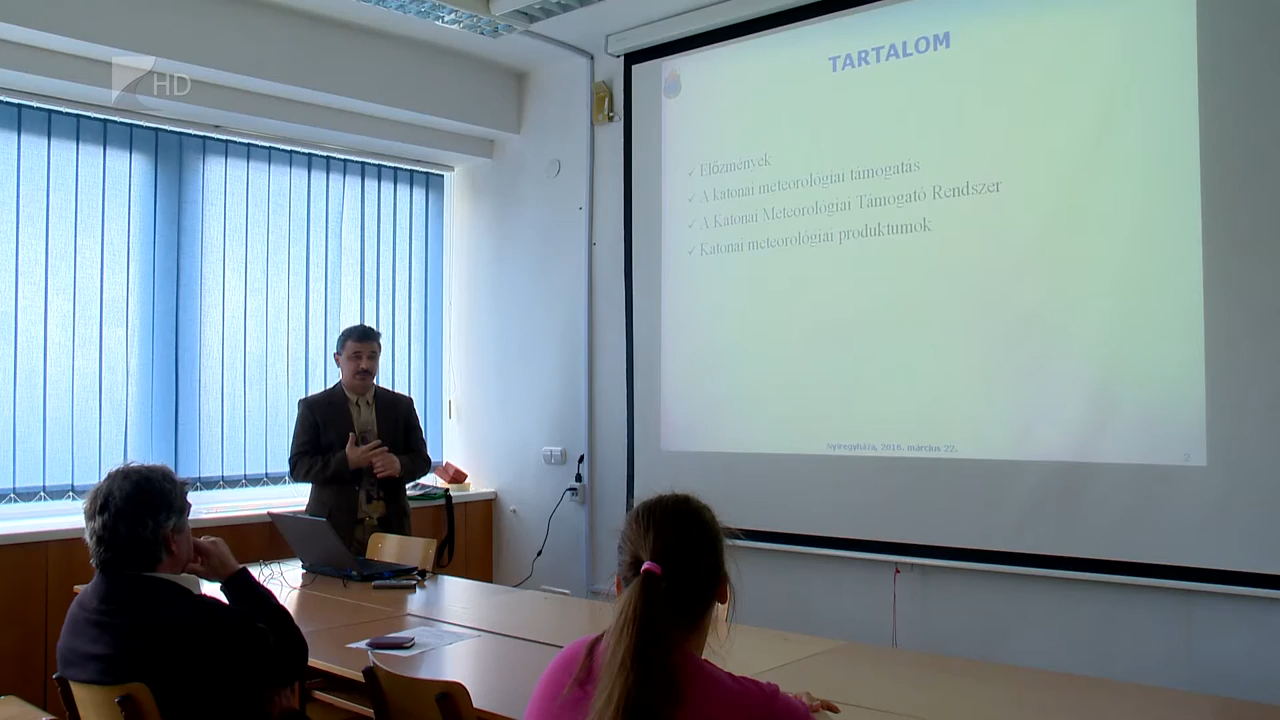 HD
TARTALOM
✓ Előzmények
✓ A katonai meteorológiai támogatás
✓ A Katonai Meteorológiai Támogató Rendszer
✓ Katonai meteorológiai produktumok
Nyíregyháza, 2016. március 22.
2